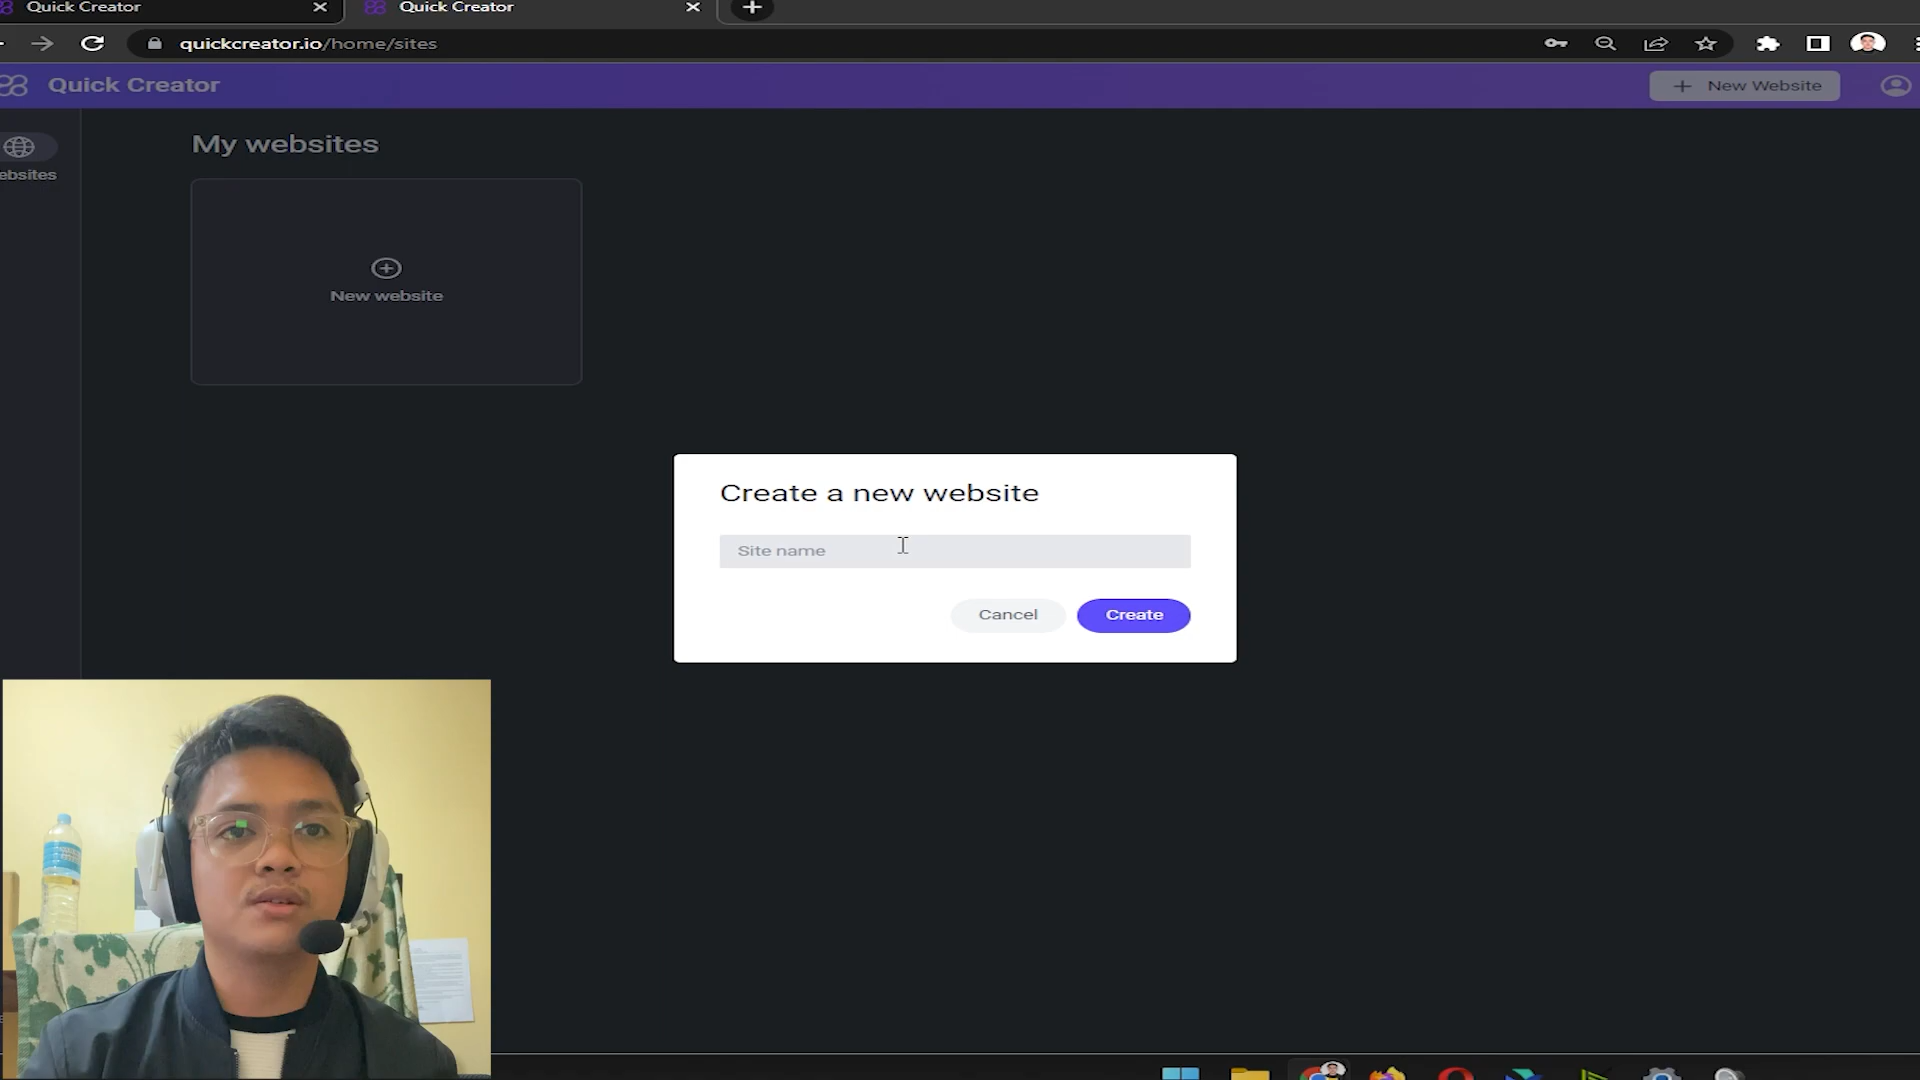 Quick Creator
Quick Creator
quickcreator.io/home/sites
Quick Creator
New Website
ebsites
My websites
New website
Create a new website
Site name
Cancel
Create